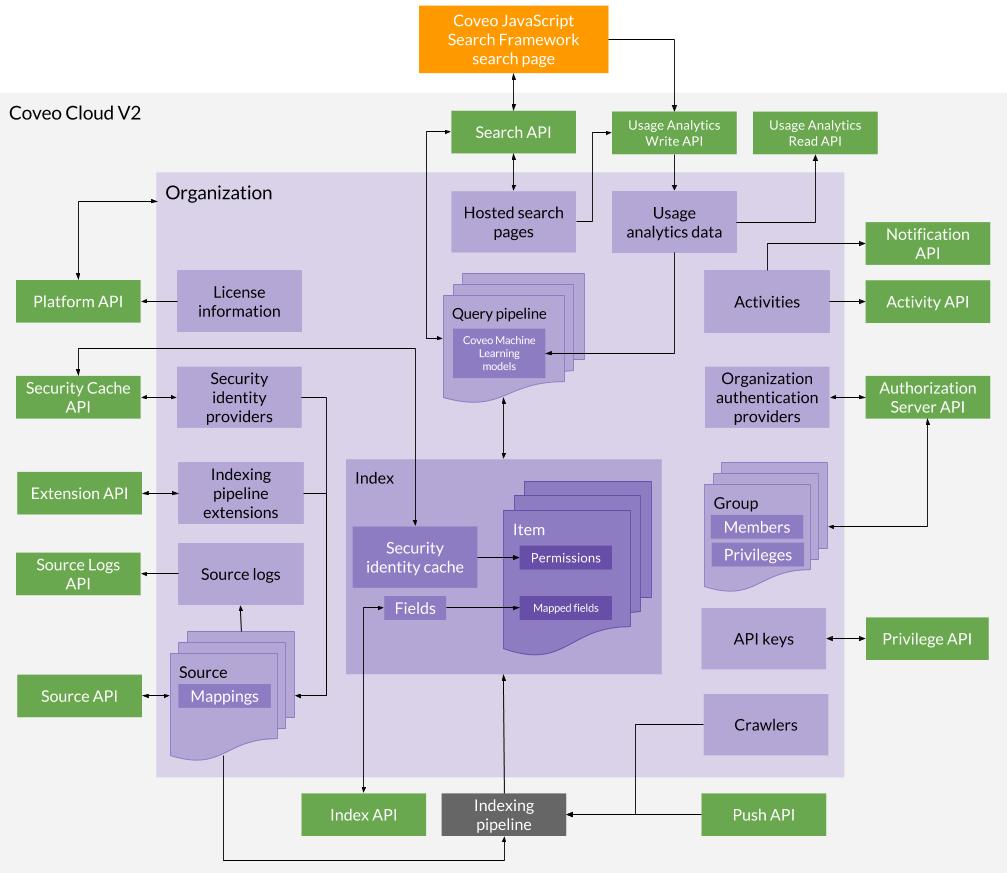 Coveo JavaScript
Search Framework
search page
Coveo Cloud V2
Search API
Usage Analytics
Write API
Usage Analytics
Read API
Organization
Hosted search
pages
Usage
analytics data
Notification
API
Platform API
License
information
Activities
Activity API
Query pipeline
Coveo Machine
Learning
models
Security Cache
API
Security
identity
providers
Organization
authentication
providers
Authorization
Server API
Extension API
Indexing
pipeline
extensions
Index
Item
Permissions
Mapped fields
Security
identity cache
Fields
Group
Members
Privileges
Source Logs
API
Source logs
API keys
Privilege API
Source API
Source
Mappings
Crawlers
Index API
Indexing
pipeline
Push API